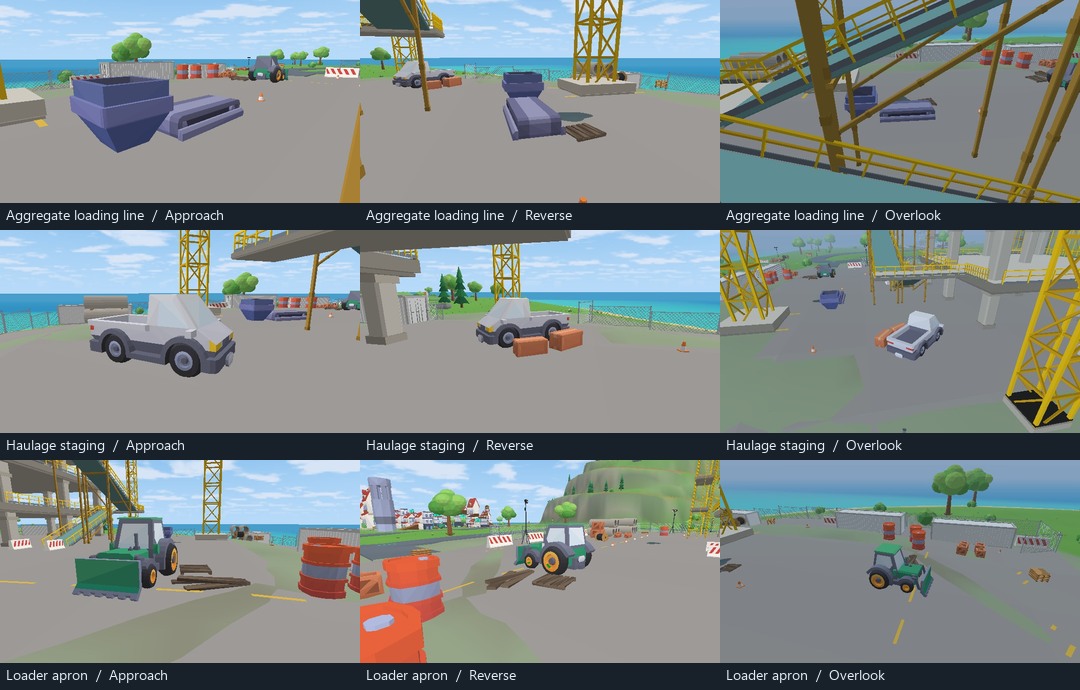 Aggregate loading line / Approach
Aggregate loading line / Reverse
Aggregate loading line / Overlook
Haulage staging / Approach
Haulage staging / Reverse
Haulage staging / Overlook
Loader apron / Approach
Loader apron / Reverse
Loader apron / Overlook